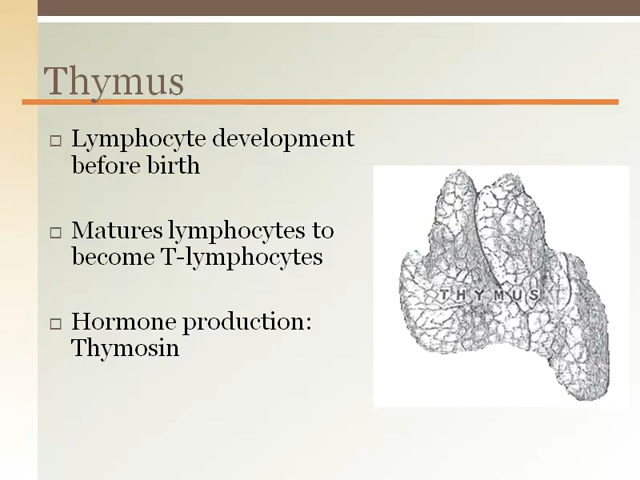 Thymus
Lymphocyte development
before birth
Matures lymphocytes to
become T-lymphocytes
Hormone production:
Thymosin
THYMUS